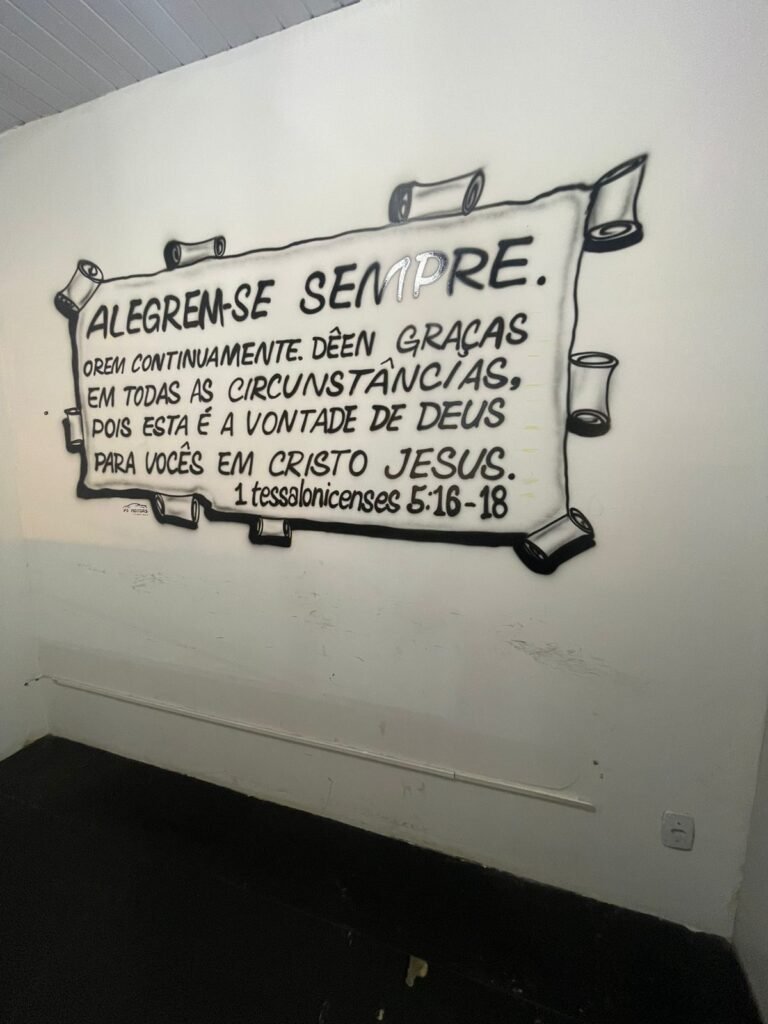 ALEGREM-SE SEMPRE.
OREM CONTINUAMENTE. DÊEN GRAÇAS
EM TODAS AS CIRCUNSTÂNCIAS,
POIS ESTA É A VONTADE DE DEUS
PARA VOCÊS EM CRISTO JESUS.
1 tessalonicenses 5:16-18